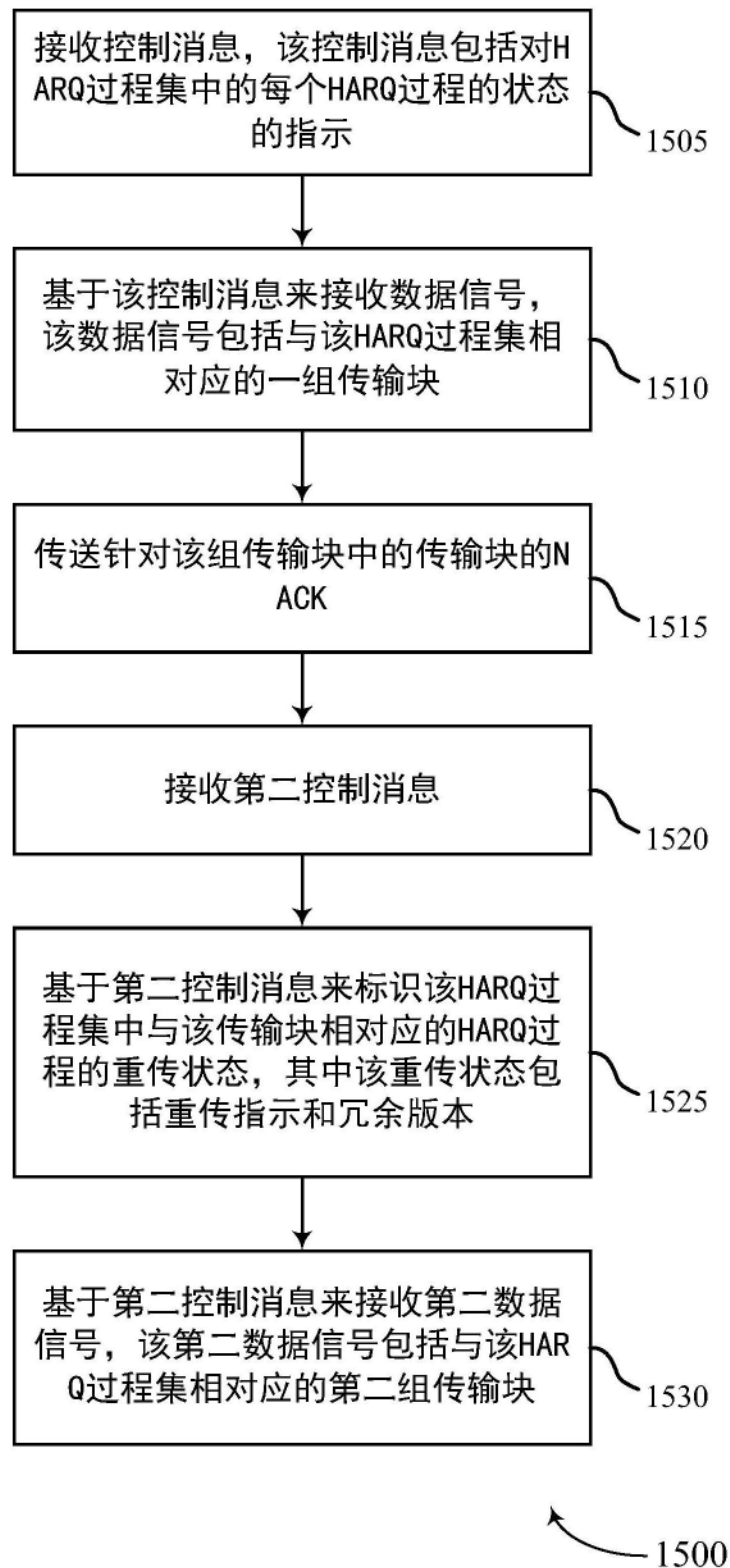 接收控制消息，该控制消息包括对H
ARQ过程集中的每个HARQ过程的状态
的指示
1505
基于该控制消息来接收数据信号，
该数据信号包括与该HARQ过程集相
对应的一组传输块
1510
传送针对该组传输块中的传输块的N
ACK
1515
接收第二控制消息
1520
基于第二控制消息来标识该HARQ过
程集中与该传输块相对应的HARQ过
程的重传状态，其中该重传状态包
括重传指示和冗余版本
1525
基于第二控制消息来接收第二数据
信号，该第二数据信号包括与该HAR
Q过程集相对应的第二组传输块
1530
1500